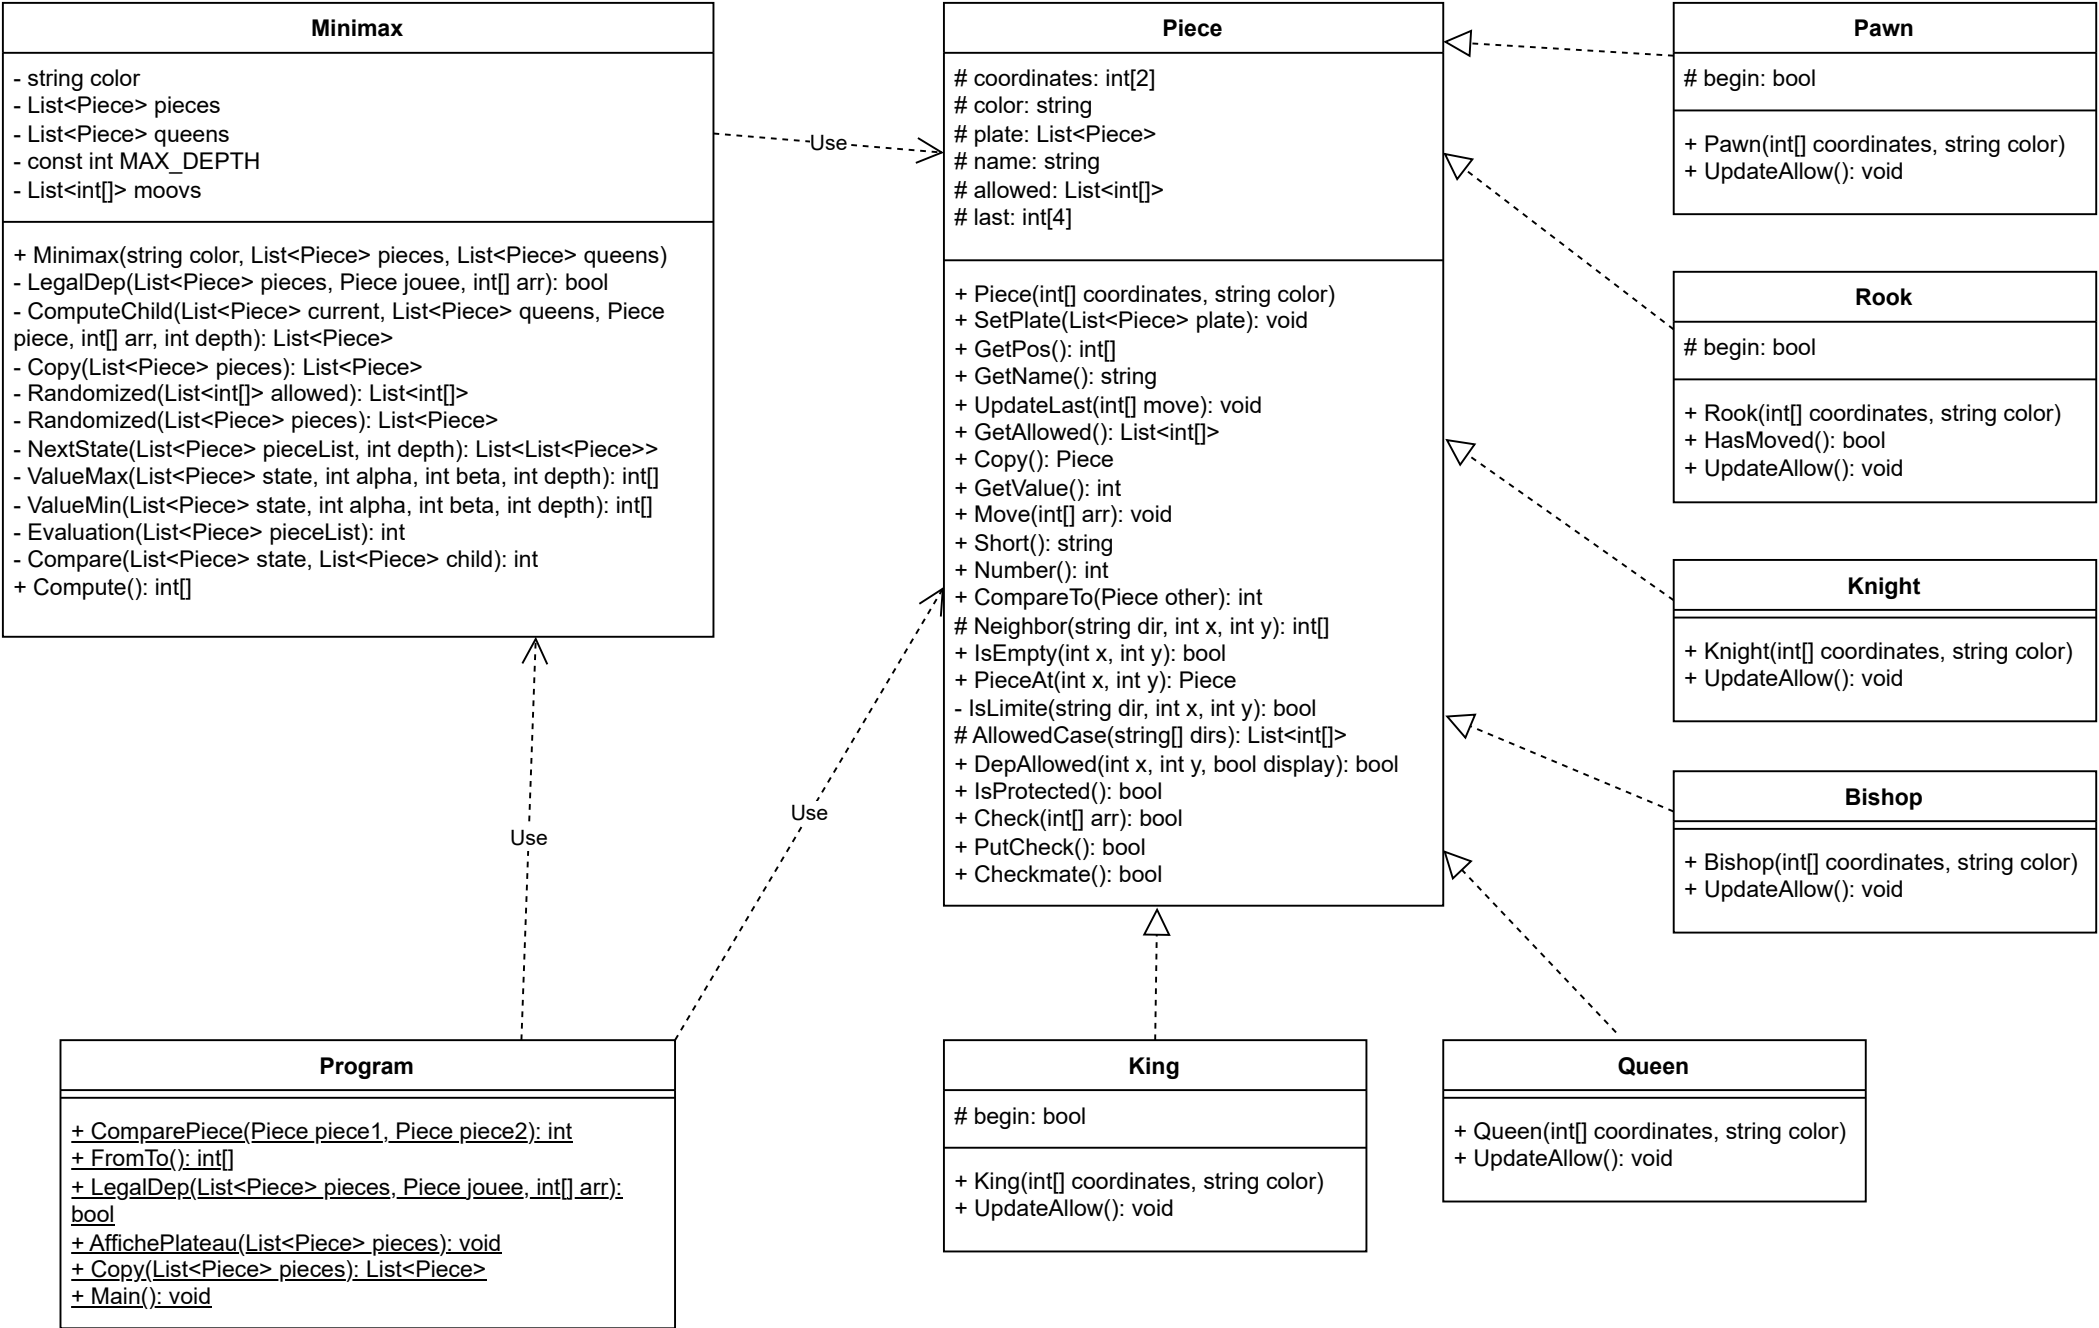 Minimax
- string color
- List<Piece> pieces
- List<Piece> queens
- const int MAX_DEPTH
- List<int[]> moovs
+ Minimax(string color, List<Piece> pieces, List<Piece> queens)
- LegalDep(List<Piece> pieces, Piece jouee, int[] arr): bool
- ComputeChild(List<Piece> current, List<Piece> queens, Piece
piece, int[] arr, int depth): List<Piece>
- Copy(List<Piece> pieces): List<Piece>
- Randomized(List<int[]> allowed): List<int[]>
- Randomized(List<Piece> pieces): List<Piece>
- NextState(List<Piece> pieceList, int depth): List<List<Piece>>
- ValueMax(List<Piece> state, int alpha, int beta, int depth): int[]
- ValueMin(List<Piece> state, int alpha, int beta, int depth): int[]
- Evaluation(List<Piece> pieceList): int
- Compare(List<Piece> state, List<Piece> child): int
+ Compute(): int[]
Use
Piece
# coordinates: int[2]
# color: string
# plate: List<Piece>
# name: string
# allowed: List<int[]>
# last: int[4]
+ Piece(int[] coordinates, string color)
+ SetPlate(List<Piece> plate): void
+ GetPos(): int[]
+ GetName(): string
+ UpdateLast(int[] move): void
+ GetAllowed(): List<int[]>
+ Copy(): Piece
+ GetValue(): int
+ Move(int[] arr): void
+ Short(): string
+ Number(): int
+ CompareTo(Piece other): int
# Neighbor(string dir, int x, int y): int[]
+ IsEmpty(int x, int y): bool
+ PieceAt(int x, int y): Piece
- IsLimite(string dir, int x, int y): bool
# AllowedCase(string[] dirs): List<int[]>
+ DepAllowed(int x, int y, bool display): bool
+ IsProtected(): bool
+ Check(int[] arr): bool
+ PutCheck(): bool
+ Checkmate(): bool
Pawn
# begin: bool
+ Pawn(int[] coordinates, string color)
+ UpdateAllow(): void
Rook
# begin: bool
+ Rook(int[] coordinates, string color)
+ HasMoved(): bool
+ UpdateAllow(): void
Knight
+ Knight(int[] coordinates, string color)
+ UpdateAllow(): void
Bishop
+ Bishop(int[] coordinates, string color)
+ UpdateAllow(): void
Use
Use
Program
+ ComparePiece(Piece piece1, Piece piece2): int
+ FromTo(): int[]
+ LegalDep(List<Piece> pieces, Piece jouee, int[] arr):
bool
+ AffichePlateau(List<Piece> pieces): void
+ Copy(List<Piece> pieces): List<Piece>
+ Main(): void
King
# begin: bool
+ King(int[] coordinates, string color)
+ UpdateAllow(): void
Queen
+ Queen(int[] coordinates, string color)
+ UpdateAllow(): void